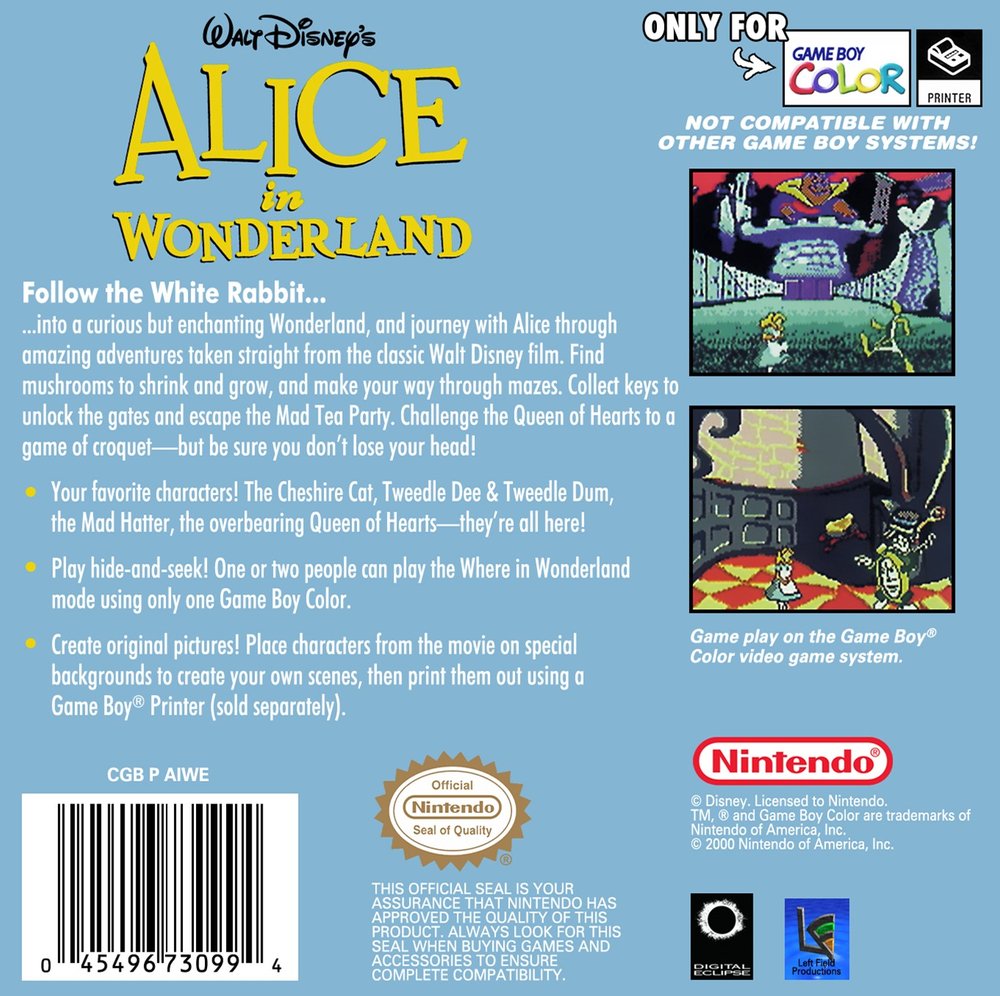 WALT DISNEY'S
ALICE
in
WONDERLAND
ONLY FOR
GAME BOY
COLOR
PRINTER
NOT COMPATIBLE WITH
OTHER GAME BOY SYSTEMS!
Follow the White Rabbit...
...into a curious but enchanting Wonderland, and journey with Alice through
amazing adventures taken straight from the classic Walt Disney film. Find
mushrooms to shrink and grow, and make your way through mazes. Collect keys to
unlock the gates and escape the Mad Tea Party. Challenge the Queen of Hearts to a
game of croquet—but be sure you don't lose your head!
• Your favorite characters! The Cheshire Cat, Tweedle Dee & Tweedle Dum,
the Mad Hatter, the overbearing Queen of Hearts—they're all here!
• Play hide-and-seek! One or two people can play the Where in Wonderland
mode using only one Game Boy Color.
• Create original pictures! Place characters from the movie on special
backgrounds to create your own scenes, then print them out using a
Game Boy® Printer (sold separately).
Game play on the Game Boy®
Color video game system.
CGB P AIWE
0 45496 73099 4
Official
Nintendo
Seal of Quality
®
THIS OFFICIAL SEAL IS YOUR
ASSURANCE THAT NINTENDO HAS
APPROVED THE QUALITY OF THIS
PRODUCT. ALWAYS LOOK FOR THIS
SEAL WHEN BUYING GAMES AND
ACCESSORIES TO ENSURE
COMPLETE COMPATIBILITY.
Nintendo®
© Disney. Licensed to Nintendo.
TM, ® and Game Boy Color are trademarks of
Nintendo of America, Inc.
© 2000 Nintendo of America, Inc.
DIGITAL
ECLIPSE
Left Field
Productions